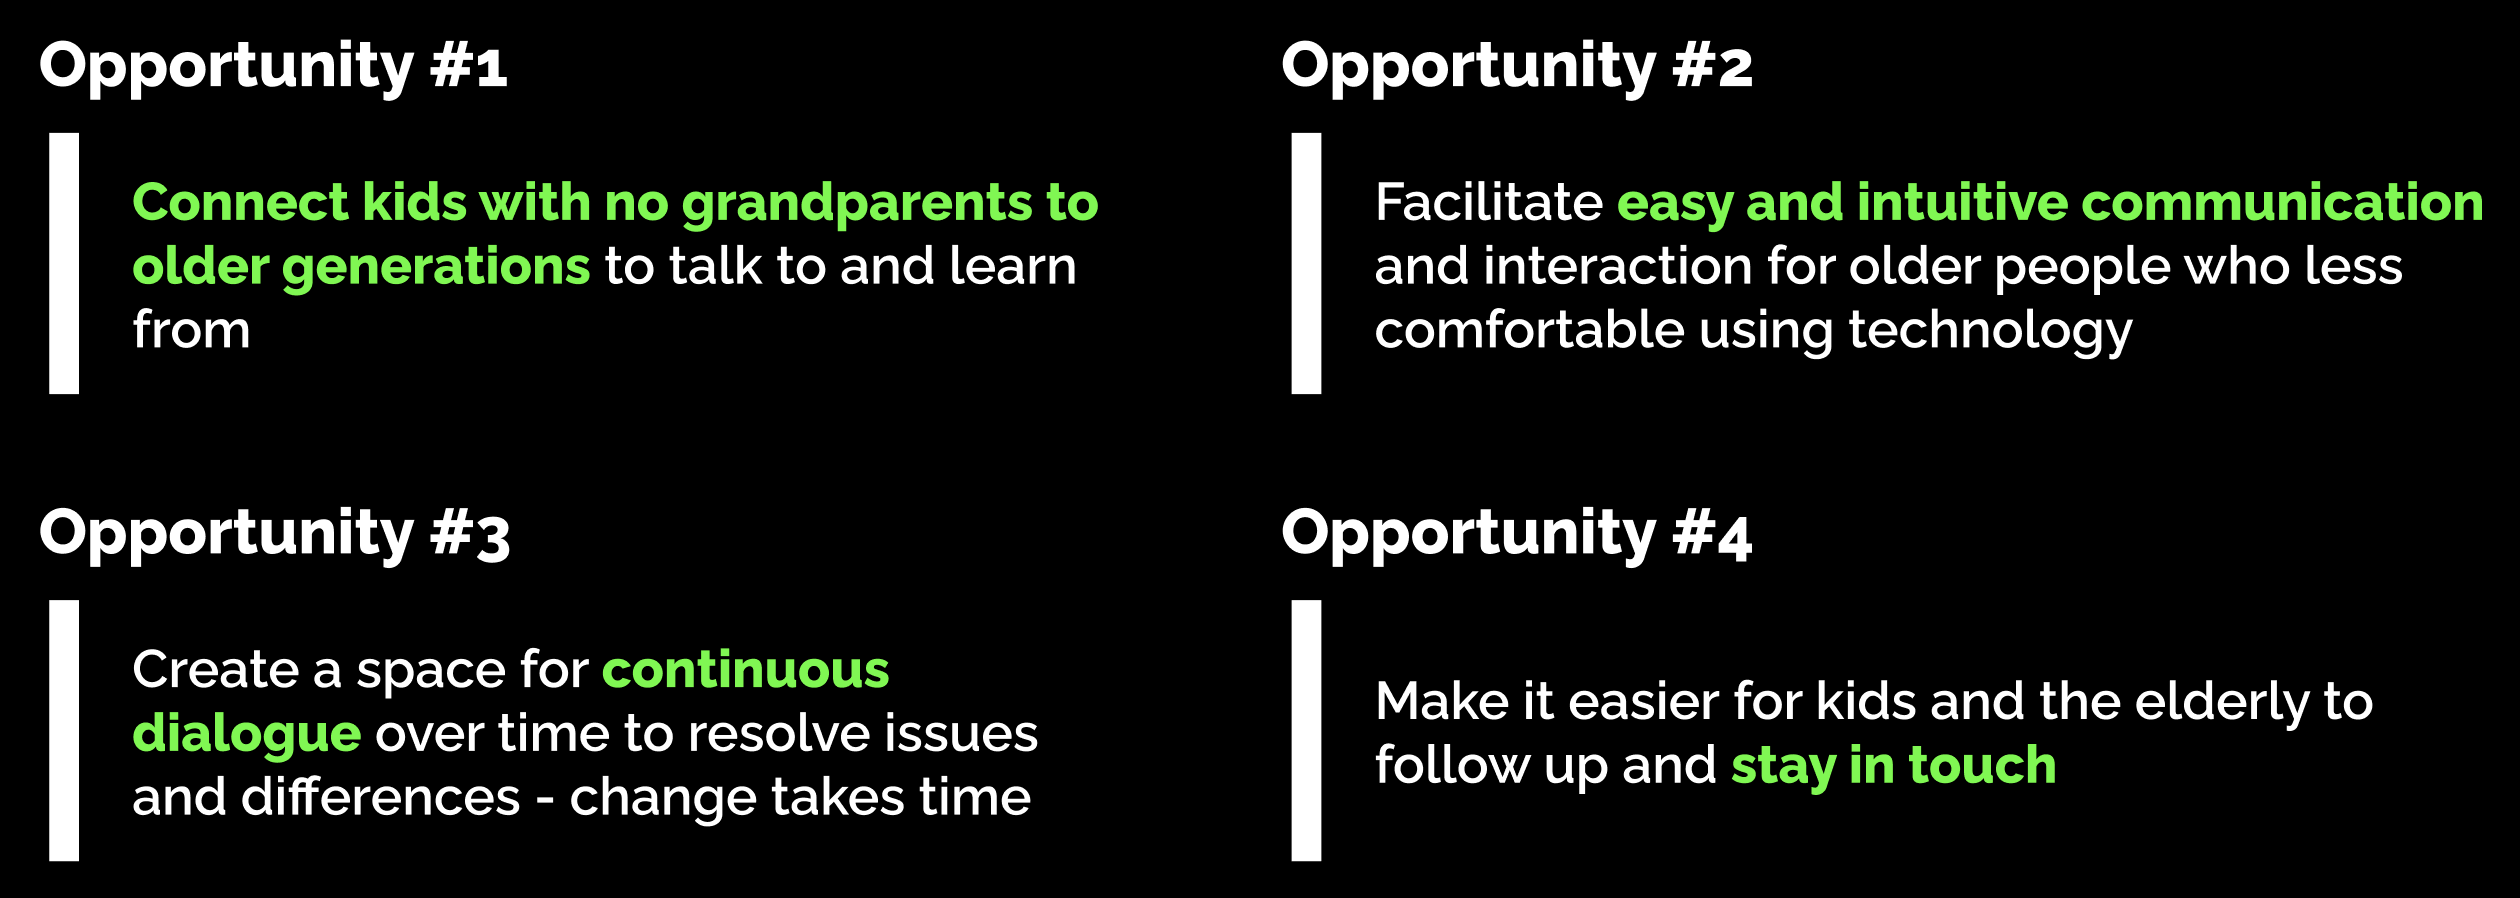 Opportunity #1
Connect kids with no grandparents to
older generations to talk to and learn
from
Opportunity #2
Facilitate easy and intuitive communication
and interaction for older people who less
comfortable using technology
Opportunity #3
Create a space for continuous
dialogue over time to resolve issues
and differences - change takes time
Opportunity #4
Make it easier for kids and the elderly to
follow up and stay in touch